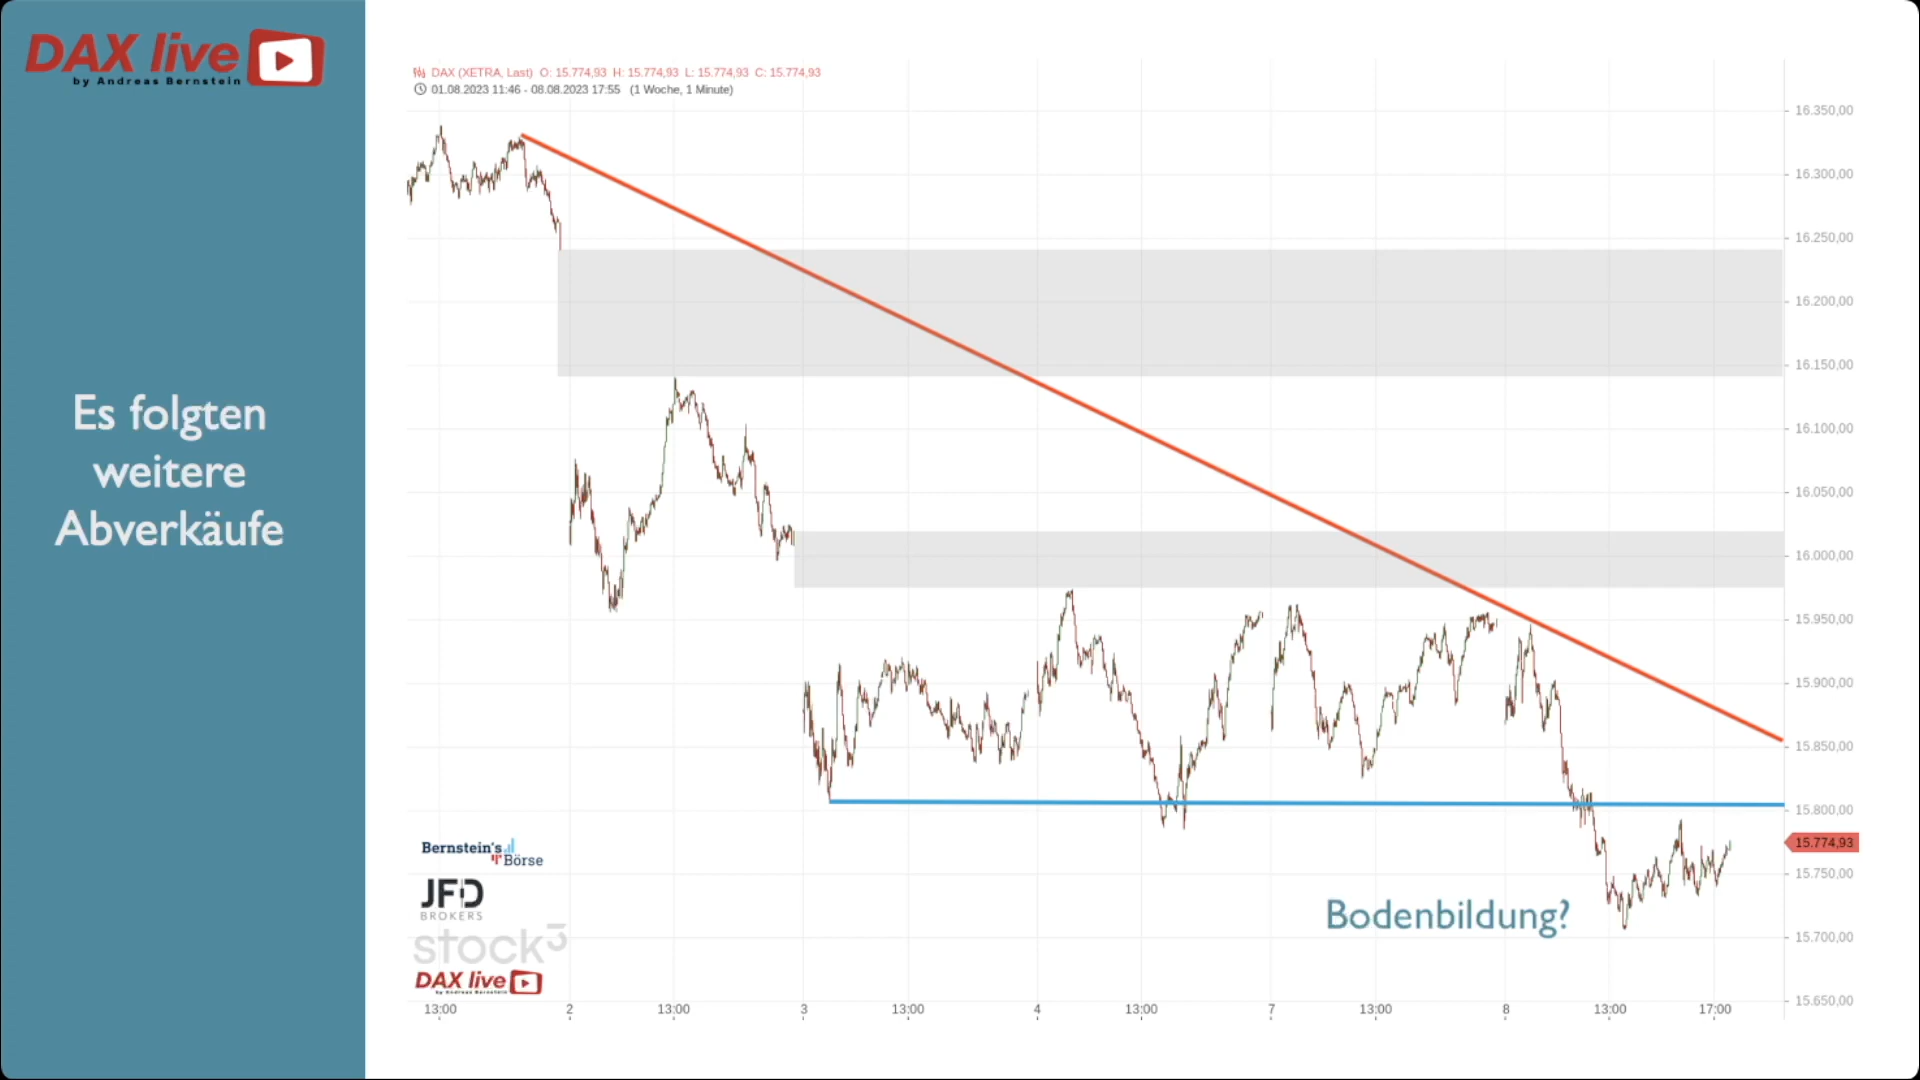 DAX live
by Andreas Bernstein
Es folgten
weitere
Abverkäufe
DAX (XETRA, Last) O: 15.774,93 H: 15.774,93 L: 15.774,93 C: 15.774,93
01.08.2023 11:46 - 08.08.2023 17:55 (1 Woche, 1 Minute)
16.350,00
16.300,00
16.250,00
16.200,00
16.150,00
16.100,00
16.050,00
16.000,00
15.950,00
15.900,00
15.850,00
15.800,00
15.774,93
15.750,00
15.700,00
15.650,00
Bodenbildung?
Bernstein's
Börse
JFD
BROKERS
stock3
DAX live
by Andreas Bernstein
13:00 2 13:00 3 13:00 4 13:00 7 13:00 8 13:00 17:00